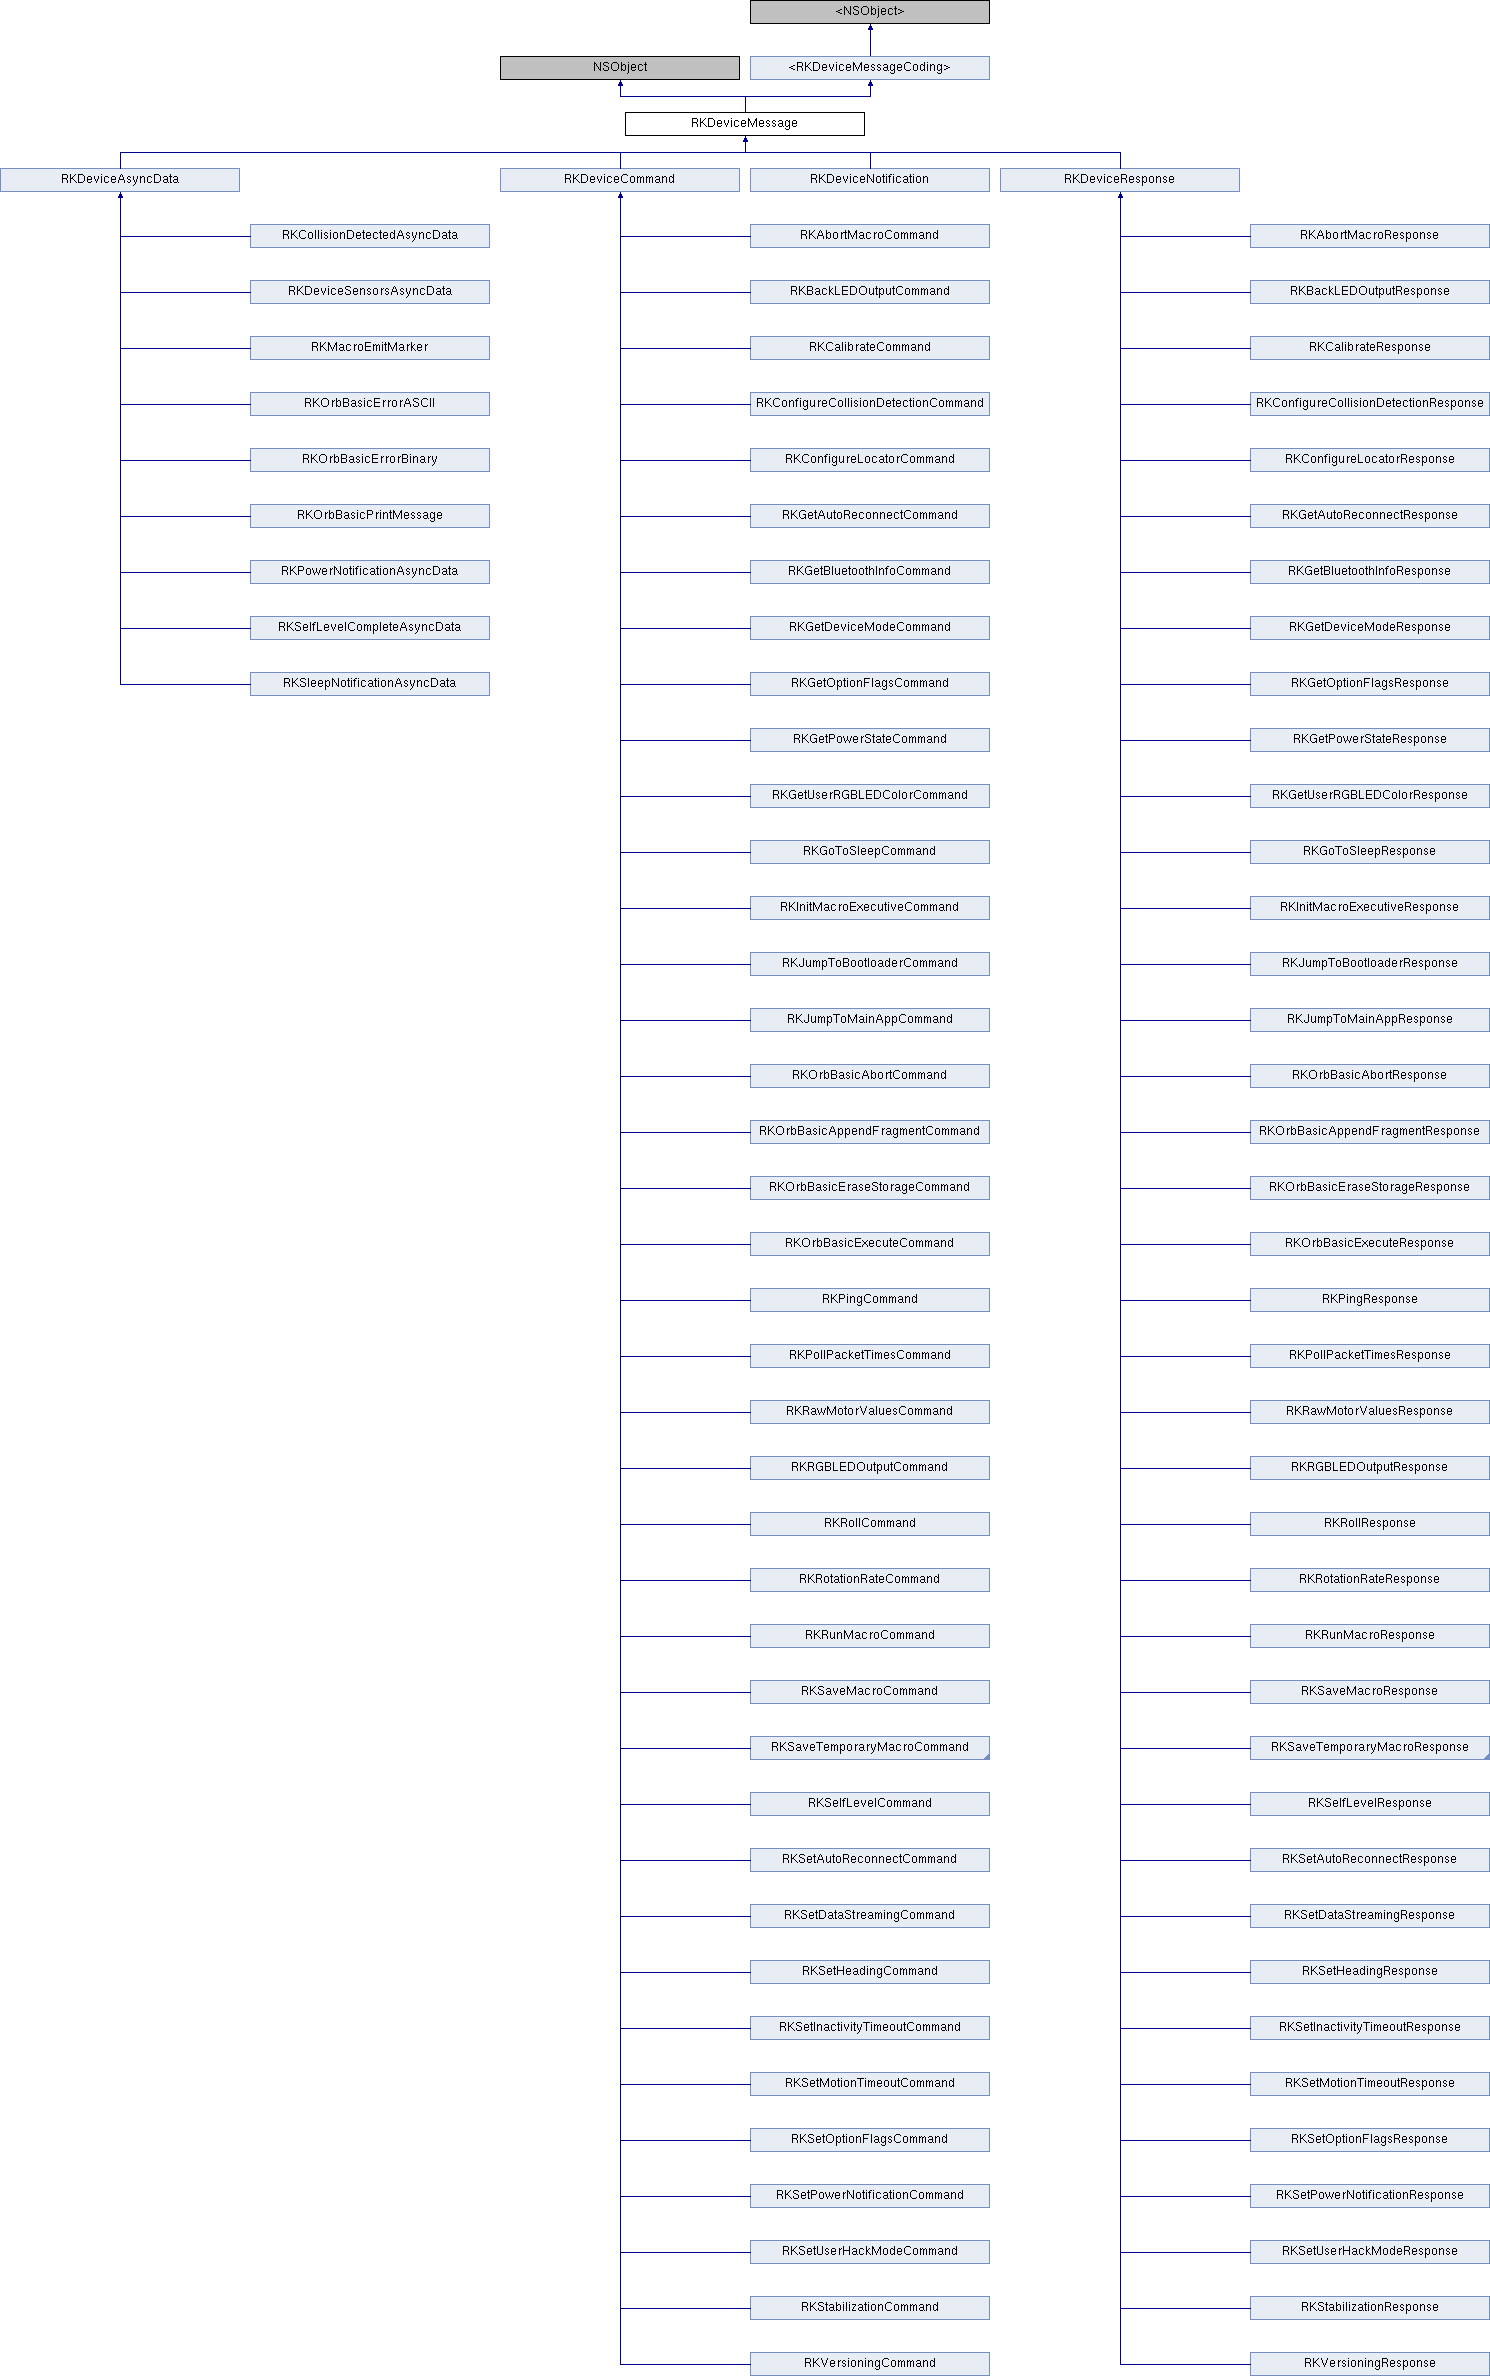 <NSObject>
NSObject
<RKDeviceMessageCoding>
RKDeviceMessage
RKDeviceAsyncData
RKDeviceCommand
RKDeviceNotification
RKDeviceResponse
RKCollisionDetectedAsyncData
RKAbortMacroCommand
RKAbortMacroResponse
RKDeviceSensorsAsyncData
RKBackLEDOutputCommand
RKBackLEDOutputResponse
RKMacroEmitMarker
RKCalibrateCommand
RKCalibrateResponse
RKOrbBasicErrorASCII
RKConfigureCollisionDetectionCommand
RKConfigureCollisionDetectionResponse
RKOrbBasicErrorBinary
RKConfigureLocatorCommand
RKConfigureLocatorResponse
RKOrbBasicPrintMessage
RKGetAutoReconnectCommand
RKGetAutoReconnectResponse
RKPowerNotificationAsyncData
RKGetBluetoothInfoCommand
RKGetBluetoothInfoResponse
RKSelfLevelCompleteAsyncData
RKGetDeviceModeCommand
RKGetDeviceModeResponse
RKSleepNotificationAsyncData
RKGetOptionFlagsCommand
RKGetOptionFlagsResponse
RKGetPowerStateCommand
RKGetPowerStateResponse
RKGetUserRGBLEDColorCommand
RKGetUserRGBLEDColorResponse
RKGoToSleepCommand
RKGoToSleepResponse
RKInitMacroExecutiveCommand
RKInitMacroExecutiveResponse
RKJumpToBootloaderCommand
RKJumpToBootloaderResponse
RKJumpToMainAppCommand
RKJumpToMainAppResponse
RKOrbBasicAbortCommand
RKOrbBasicAbortResponse
RKOrbBasicAppendFragmentCommand
RKOrbBasicAppendFragmentResponse
RKOrbBasicEraseStorageCommand
RKOrbBasicEraseStorageResponse
RKOrbBasicExecuteCommand
RKOrbBasicExecuteResponse
RKPingCommand
RKPingResponse
RKPollPacketTimesCommand
RKPollPacketTimesResponse
RKRawMotorValuesCommand
RKRawMotorValuesResponse
RKRGBLEDOutputCommand
RKRGBLEDOutputResponse
RKRollCommand
RKRollResponse
RKRotationRateCommand
RKRotationRateResponse
RKRunMacroCommand
RKRunMacroResponse
RKSaveMacroCommand
RKSaveMacroResponse
RKSaveTemporaryMacroCommand
RKSaveTemporaryMacroResponse
RKSelfLevelCommand
RKSelfLevelResponse
RKSetAutoReconnectCommand
RKSetAutoReconnectResponse
RKSetDataStreamingCommand
RKSetDataStreamingResponse
RKSetHeadingCommand
RKSetHeadingResponse
RKSetInactivityTimeoutCommand
RKSetInactivityTimeoutResponse
RKSetMotionTimeoutCommand
RKSetMotionTimeoutResponse
RKSetOptionFlagsCommand
RKSetOptionFlagsResponse
RKSetPowerNotificationCommand
RKSetPowerNotificationResponse
RKSetUserHackModeCommand
RKSetUserHackModeResponse
RKStabilizationCommand
RKStabilizationResponse
RKVersioningCommand
RKVersioningResponse